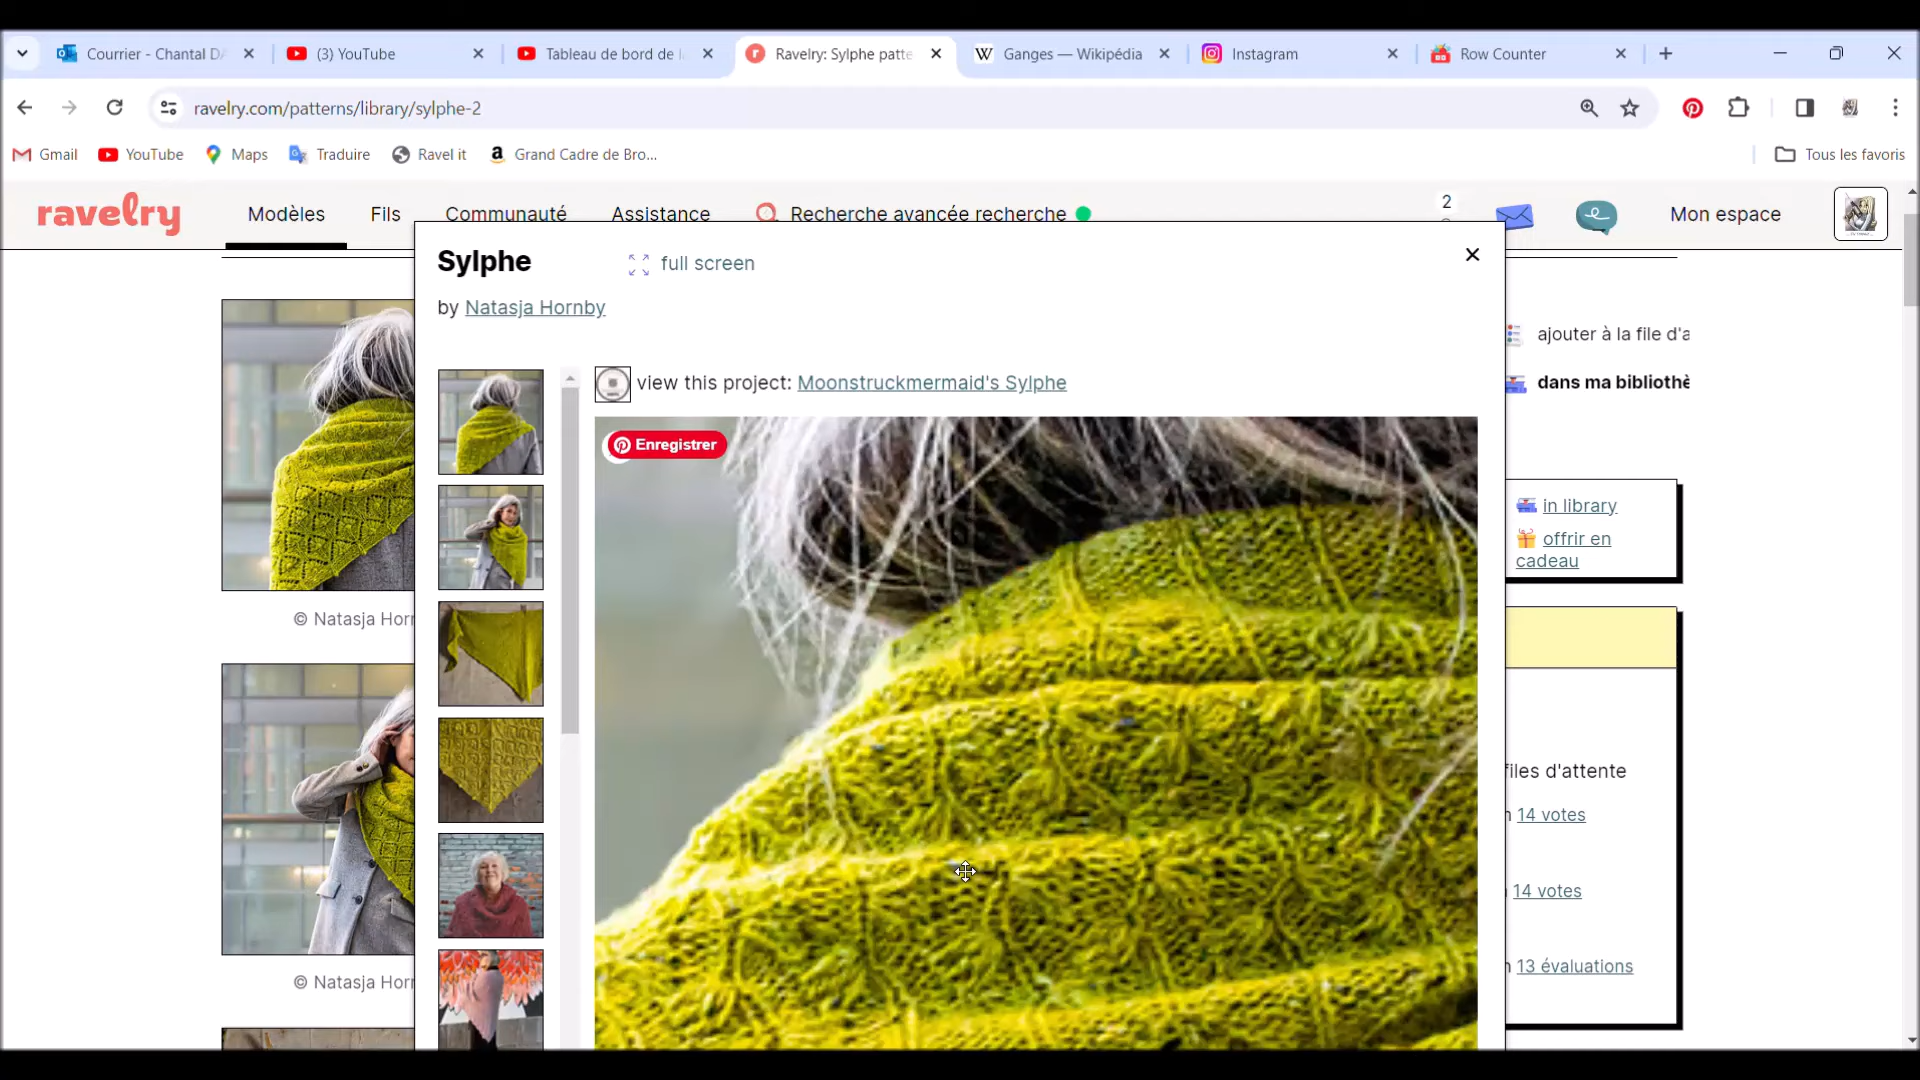 Courrier - Chantal DA
(3) YouTube
Tableau de bord de l
Ravelry: Sylphe patte
Ganges — Wikipédia
Instagram
Row Counter
ravelry.com/patterns/library/sylphe-2
Gmail
YouTube
Maps
Traduire
Ravel it
Grand Cadre de Bro...
Tous les favoris
ravelry
Modèles
Fils
Communauté
Assistance
Recherche avancée recherche
2
Mon espace
Sylphe
full screen
by Natasja Hornby
view this project: Moonstruckmermaid's Sylphe
Enregistrer
© Natasja Horn
© Natasja Horn
ajouter à la file d'a
dans ma bibliothè
in library
offrir en
cadeau
files d'attente
14 votes
14 votes
13 évaluations